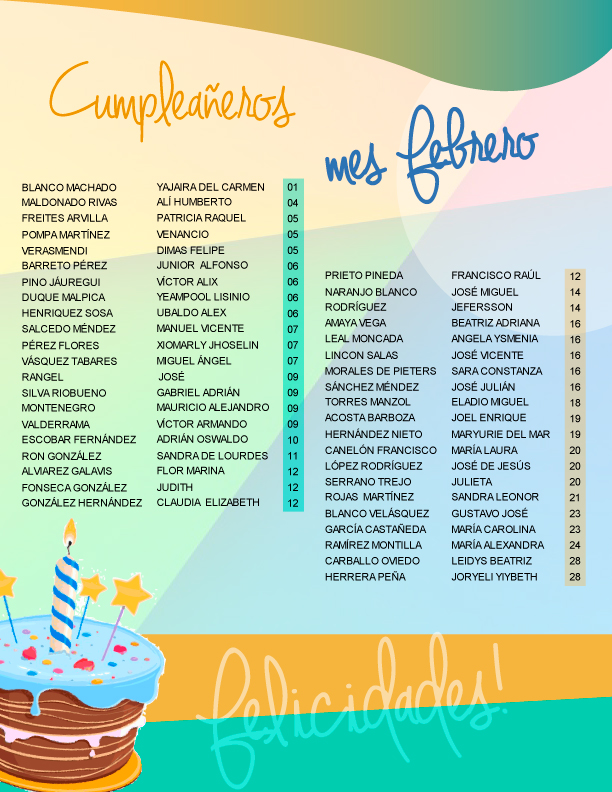 Cumpleañeros
mes febrero
BLANCO MACHADO YAJAIRA DEL CARMEN 01
MALDONADO RIVAS ALÍ HUMBERTO 04
FREITES ARVILLA PATRICIA RAQUEL 05
POMPA MARTÍNEZ VENANCIO 05
VERASMENDI DIMAS FELIPE 05
BARRETO PÉREZ JUNIOR ALFONSO 06
PINO JÁUREGUI VÍCTOR ALIX 06
DUQUE MALPICA YEAMPOOL LISINIO 06
HENRIQUEZ SOSA UBALDO ALEX 06
SALCEDO MÉNDEZ MANUEL VICENTE 07
PÉREZ FLORES XIOMARLY JHOSELIN 07
VÁSQUEZ TABARES MIGUEL ÁNGEL 07
RANGEL JOSÉ 09
SILVA RIOBUENO GABRIEL ADRIÁN 09
MONTENEGRO MAURICIO ALEJANDRO 09
VALDERRAMA VÍCTOR ARMANDO 09
ESCOBAR FERNÁNDEZ ADRIÁN OSWALDO 10
RON GONZÁLEZ SANDRA DE LOURDES 11
ALVIAREZ GALAVIS FLOR MARINA 12
FONSECA GONZÁLEZ JUDITH 12
GONZÁLEZ HERNÁNDEZ CLAUDIA ELIZABETH 12
PRIETO PINEDA FRANCISCO RAÚL 12
NARANJO BLANCO JOSÉ MIGUEL 14
RODRÍGUEZ JEFERSSON 14
AMAYA VEGA BEATRIZ ADRIANA 16
LEAL MONCADA ANGELA YSMENIA 16
LINCON SALAS JOSÉ VICENTE 16
MORALES DE PIETERS SARA CONSTANZA 16
SÁNCHEZ MÉNDEZ JOSÉ JULIÁN 16
TORRES MANZOL ELADIO MIGUEL 18
ACOSTA BARBOZA JOEL ENRIQUE 19
HERNÁNDEZ NIETO MARYURIE DEL MAR 19
CANELÓN FRANCISCO MARÍA LAURA 20
LÓPEZ RODRÍGUEZ JOSÉ DE JESÚS 20
SERRANO TREJO JULIETA 20
ROJAS MARTÍNEZ SANDRA LEONOR 21
BLANCO VELÁSQUEZ GUSTAVO JOSÉ 23
GARCÍA CASTAÑEDA MARÍA CAROLINA 23
RAMÍREZ MONTILLA MARÍA ALEXANDRA 24
CARBALLO OVIEDO LEIDYS BEATRIZ 28
HERRERA PEÑA JORYELI YIYBETH 28
felicidades!